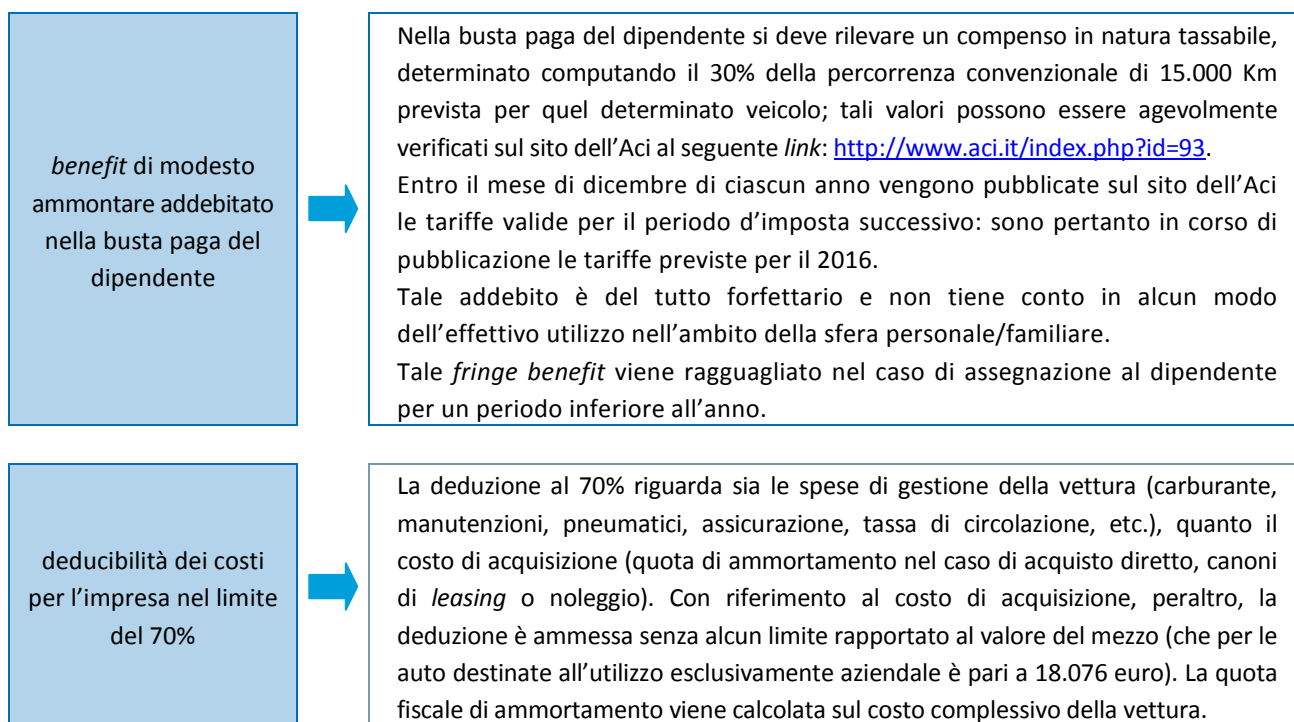 benefit di modesto
ammontare addebitato
nella busta paga del
dipendente
Nella busta paga del dipendente si deve rilevare un compenso in natura tassabile,
determinato computando il 30% della percorrenza convenzionale di 15.000 Km
prevista per quel determinato veicolo; tali valori possono essere agevolmente
verificati sul sito dell’Aci al seguente link: http://www.aci.it/index.php?id=93.
Entro il mese di dicembre di ciascun anno vengono pubblicate sul sito dell’Aci
le tariffe valide per il periodo d’imposta successivo: sono pertanto in corso di
pubblicazione le tariffe previste per il 2016.
Tale addebito è del tutto forfettario e non tiene conto in alcun modo
dell’effettivo utilizzo nell’ambito della sfera personale/familiare.
Tale fringe benefit viene ragguagliato nel caso di assegnazione al dipendente
per un periodo inferiore all’anno.
deducibilità dei costi
per l’impresa nel limite
del 70%
La deduzione al 70% riguarda sia le spese di gestione della vettura (carburante,
manutenzioni, pneumatici, assicurazione, tassa di circolazione, etc.), quanto il
costo di acquisizione (quota di ammortamento nel caso di acquisto diretto, canoni
di leasing o noleggio). Con riferimento al costo di acquisizione, peraltro, la
deduzione è ammessa senza alcun limite rapportato al valore del mezzo (che per le
auto destinate all’utilizzo esclusivamente aziendale è pari a 18.076 euro). La quota
fiscale di ammortamento viene calcolata sul costo complessivo della vettura.